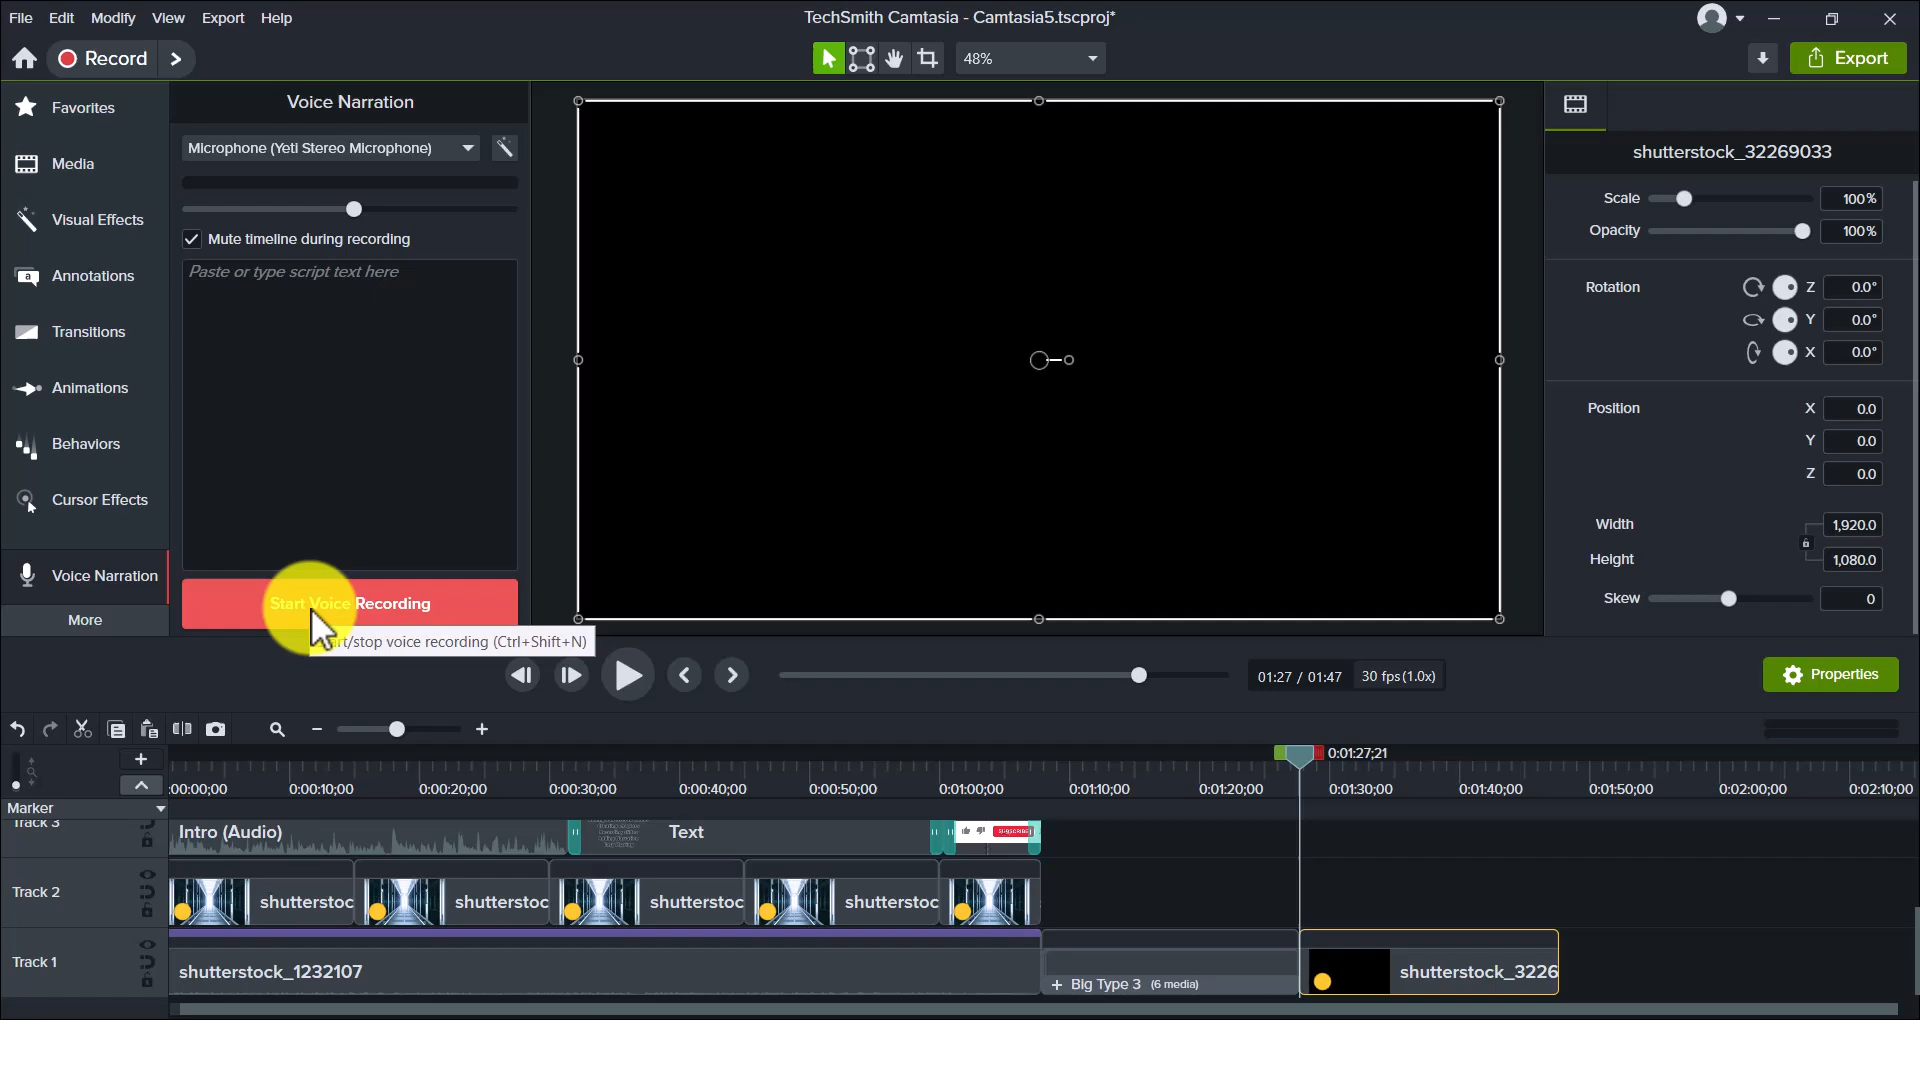 File Edit Modify View Export Help
TechSmith Camtasia - Camtasia5.tscproj*
Record
48%
Export
Favorites
Media
Visual Effects
a
Annotations
Transitions
Animations
Behaviors
Cursor Effects
Voice Narration
More
Voice Narration
Microphone (Yeti Stereo Microphone)
Mute timeline during recording
Paste or type script text here
Start Voice Recording
/stop voice recording (Ctrl+Shift+N)
shutterstock_32269033
Scale 100%
Opacity 100%
Rotation Z 0.0°
Y 0.0°
X 0.0°
Position X 0.0
Y 0.0
Z 0.0
Width 1,920.0
Height 1,080.0
Skew 0
01:27 / 01:47 30 fps (1.0x)
Properties
0:01:27;21
:00:00;00 0:00:10;00 0:00:20;00 0:00:30;00 0:00:40;00 0:00:50;00 0:01:00;00 0:01:10;00 0:01:20;00 0:01:30;00 0:01:40;00 0:01:50;00 0:02:00;00 0:02:10;00
Marker
Track 3
Intro (Audio) Text SUBSCRIBE
Track 2
shutterstoc shutterstoc shutterstoc shutterstoc
Track 1
shutterstock_1232107
+ Big Type 3 (6 media)
shutterstock_3226